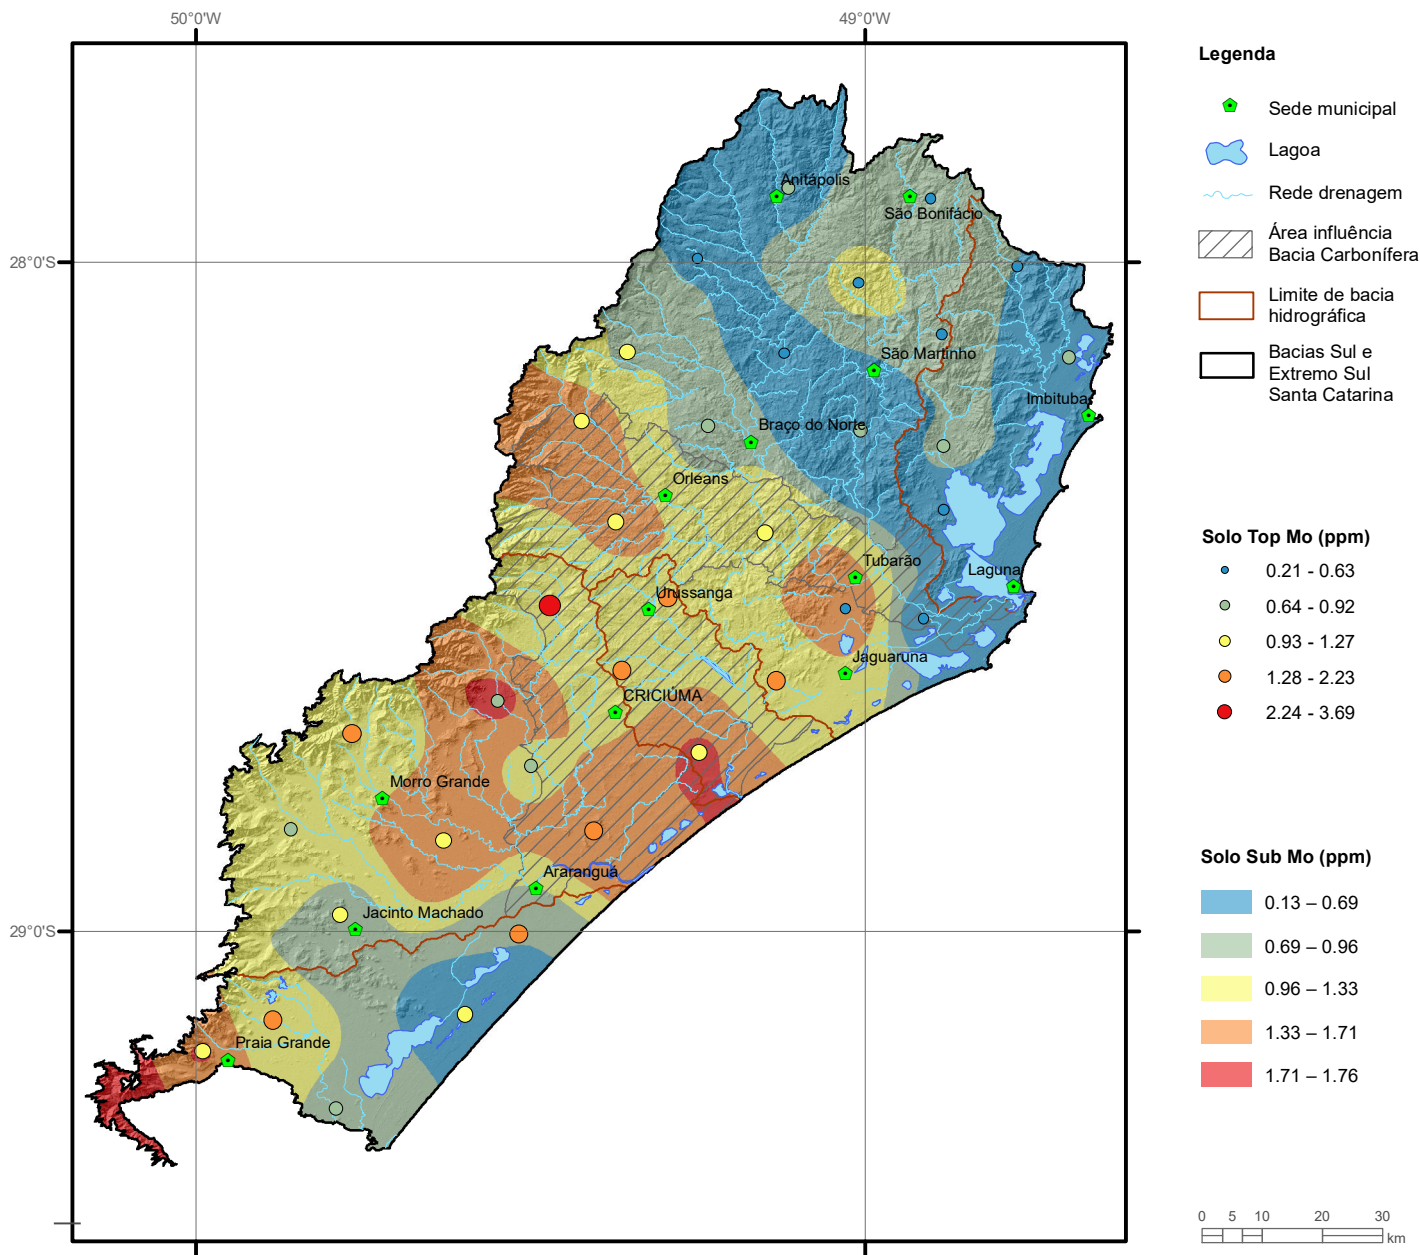 50°0'W
49°0'W
28°0'S
29°0'S
Anitápolis
São Bonifácio
São Martinho
Imbituba
Braço do Norte
Orleans
Tubarão
Laguna
Urussanga
Jaguaruna
CRICIÚMA
Morro Grande
Araranguá
Jacinto Machado
Praia Grande
Legenda
Sede municipal
Lagoa
Rede drenagem
Área influência
Bacia Carbonífera
Limite de bacia
hidrográfica
Bacias Sul e
Extremo Sul
Santa Catarina
Solo Top Mo (ppm)
0.21 - 0.63
0.64 - 0.92
0.93 - 1.27
1.28 - 2.23
2.24 - 3.69
Solo Sub Mo (ppm)
0.13 – 0.69
0.69 – 0.96
0.96 – 1.33
1.33 – 1.71
1.71 – 1.76
0 5 10 20 30
km